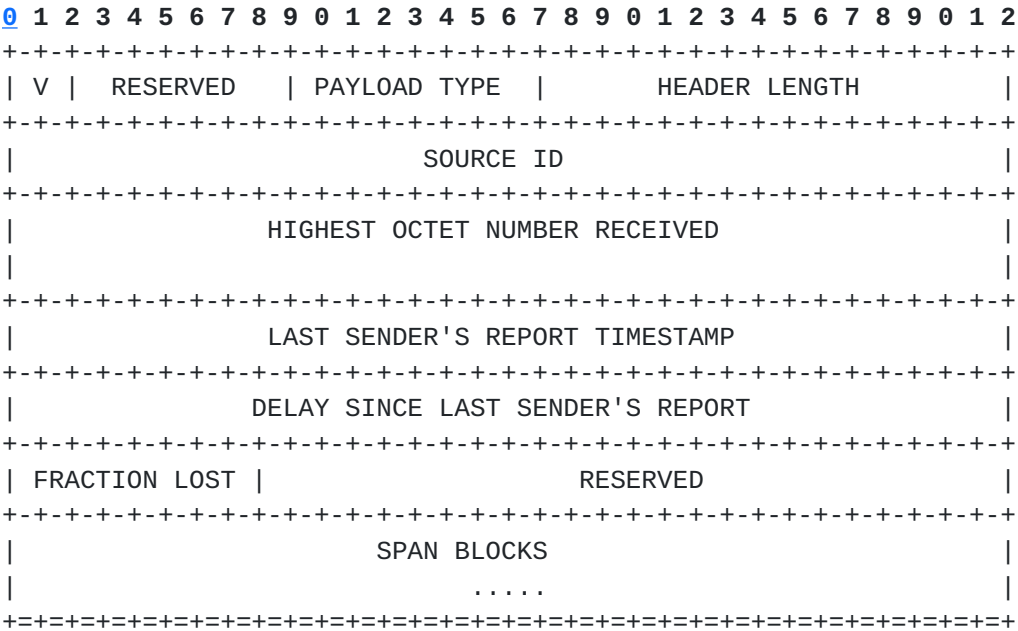 0 1 2 3 4 5 6 7 8 9 0 1 2 3 4 5 6 7 8 9 0 1 2 3 4 5 6 7 8 9 0 1 2
+-+-+-+-+-+-+-+-+-+-+-+-+-+-+-+-+-+-+-+-+-+-+-+-+-+-+-+-+-+-+-+-+
| V |  RESERVED   | PAYLOAD TYPE  |       HEADER LENGTH         |
+-+-+-+-+-+-+-+-+-+-+-+-+-+-+-+-+-+-+-+-+-+-+-+-+-+-+-+-+-+-+-+-+
|                          SOURCE ID                            |
+-+-+-+-+-+-+-+-+-+-+-+-+-+-+-+-+-+-+-+-+-+-+-+-+-+-+-+-+-+-+-+-+
|                HIGHEST OCTET NUMBER RECEIVED                  |
|                                                               |
+-+-+-+-+-+-+-+-+-+-+-+-+-+-+-+-+-+-+-+-+-+-+-+-+-+-+-+-+-+-+-+-+
|                LAST SENDER'S REPORT TIMESTAMP                 |
+-+-+-+-+-+-+-+-+-+-+-+-+-+-+-+-+-+-+-+-+-+-+-+-+-+-+-+-+-+-+-+-+
|               DELAY SINCE LAST SENDER'S REPORT                |
+-+-+-+-+-+-+-+-+-+-+-+-+-+-+-+-+-+-+-+-+-+-+-+-+-+-+-+-+-+-+-+-+
| FRACTION LOST |                    RESERVED                   |
+-+-+-+-+-+-+-+-+-+-+-+-+-+-+-+-+-+-+-+-+-+-+-+-+-+-+-+-+-+-+-+-+
|                       SPAN BLOCKS                             |
|                             .....                             |
+=+=+=+=+=+=+=+=+=+=+=+=+=+=+=+=+=+=+=+=+=+=+=+=+=+=+=+=+=+=+=+=+